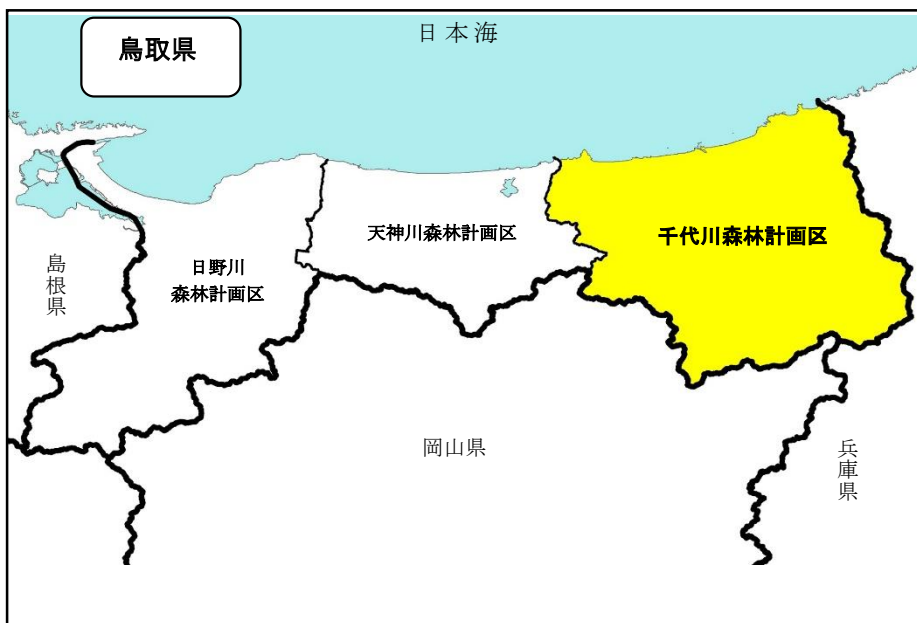 鳥取県
日本海
天神川森林計画区
千代川森林計画区
日野川
森林計画区
島根県
岡山県
兵庫県